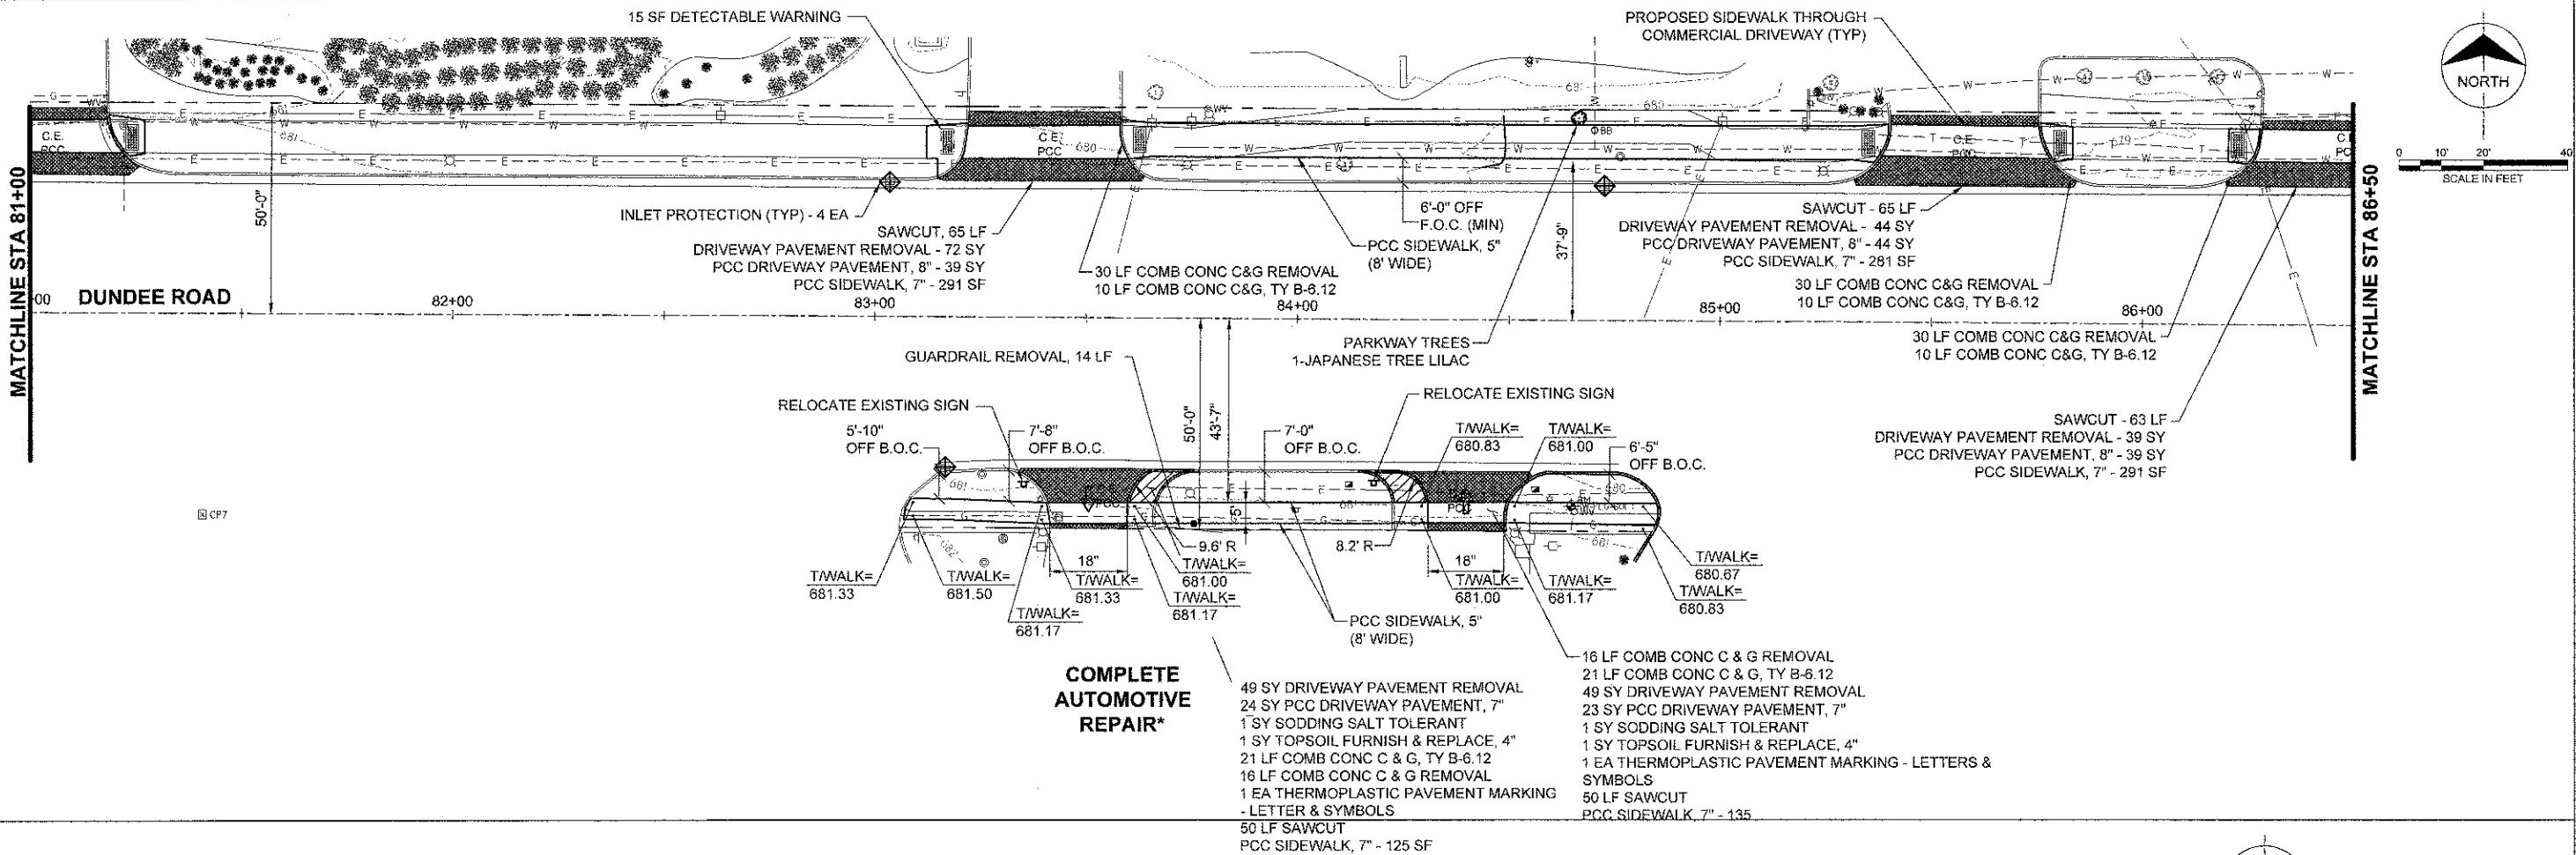 15 SF DETECTABLE WARNING
PROPOSED SIDEWALK THROUGH
COMMERCIAL DRIVEWAY (TYP)
NORTH
0 10' 20' 40'
SCALE IN FEET
MATCHLINE STA 81+00
C.E.
PCC
50'-0"
INLET PROTECTION (TYP) - 4 EA
SAWCUT, 65 LF
DRIVEWAY PAVEMENT REMOVAL - 72 SY
PCC DRIVEWAY PAVEMENT, 8" - 39 SY
PCC SIDEWALK, 7" - 291 SF
C.E.
PCC
680
30 LF COMB CONC C&G REMOVAL
10 LF COMB CONC C&G, TY B-6.12
6'-0" OFF
F.O.C. (MIN)
PCC SIDEWALK, 5"
(8' WIDE)
37'-9"
SAWCUT - 65 LF
DRIVEWAY PAVEMENT REMOVAL - 44 SY
PCC DRIVEWAY PAVEMENT, 8" - 44 SY
PCC SIDEWALK, 7" - 281 SF
30 LF COMB CONC C&G REMOVAL
10 LF COMB CONC C&G, TY B-6.12
MATCHLINE STA 86+50
00 DUNDEE ROAD
82+00
83+00
84+00
85+00
86+00
PARKWAY TREES
1-JAPANESE TREE LILAC
30 LF COMB CONC C&G REMOVAL
10 LF COMB CONC C&G, TY B-6.12
SAWCUT - 63 LF
DRIVEWAY PAVEMENT REMOVAL - 39 SY
PCC DRIVEWAY PAVEMENT, 8" - 39 SY
PCC SIDEWALK, 7" - 291 SF
GUARDRAIL REMOVAL, 14 LF
RELOCATE EXISTING SIGN
RELOCATE EXISTING SIGN
50'-0"
43'-7"
5'-10"
OFF B.O.C.
7'-8"
OFF B.O.C.
7'-0"
OFF B.O.C.
T/WALK=
680.83
T/WALK=
681.00
6'-5"
OFF B.O.C.
CP7
5'
9.6' R
8.2' R
18"
18"
T/WALK=
681.33
T/WALK=
681.50
T/WALK=
681.17
T/WALK=
681.33
T/WALK=
681.00
T/WALK=
681.17
T/WALK=
681.00
T/WALK=
681.17
T/WALK=
680.67
T/WALK=
680.83
PCC SIDEWALK, 5"
(8' WIDE)
COMPLETE
AUTOMOTIVE
REPAIR*
49 SY DRIVEWAY PAVEMENT REMOVAL
24 SY PCC DRIVEWAY PAVEMENT, 7"
1 SY SODDING SALT TOLERANT
1 SY TOPSOIL FURNISH & REPLACE, 4"
21 LF COMB CONC C & G, TY B-6.12
16 LF COMB CONC C & G REMOVAL
1 EA THERMOPLASTIC PAVEMENT MARKING
- LETTER & SYMBOLS
50 LF SAWCUT
PCC SIDEWALK, 7" - 125 SF
16 LF COMB CONC C & G REMOVAL
21 LF COMB CONC C & G, TY B-6.12
49 SY DRIVEWAY PAVEMENT REMOVAL
23 SY PCC DRIVEWAY PAVEMENT, 7"
1 SY SODDING SALT TOLERANT
1 SY TOPSOIL FURNISH & REPLACE, 4"
1 EA THERMOPLASTIC PAVEMENT MARKING - LETTERS &
SYMBOLS
50 LF SAWCUT
PCC SIDEWALK, 7" - 135